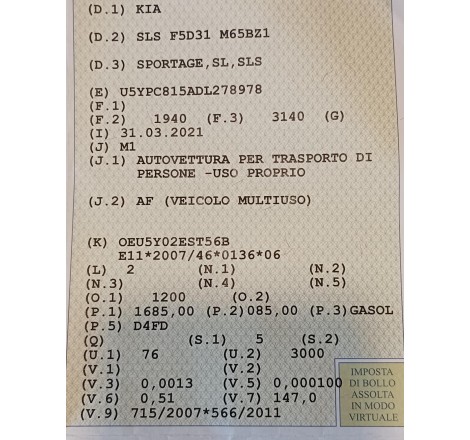 (D.1) KIA
(D.2) SLS F5D31 M65BZ1
(D.3) SPORTAGE,SL,SLS
(E) U5YPC815ADL278978
(F.1)
(F.2) 1940 (F.3) 3140 (G)
(I) 31.03.2021
(J) M1
(J.1) AUTOVETTURA PER TRASPORTO DI
PERSONE -USO PROPRIO
(J.2) AF (VEICOLO MULTIUSO)
(K) OEU5Y02EST56B
E11*2007/46*0136*06
(L) 2 (N.1) (N.2)
(N.3) (N.4) (N.5)
(O.1) 1200 (O.2)
(P.1) 1685,00 (P.2)085,00 (P.3)GASOL
(P.5) D4FD
(Q) (S.1) 5 (S.2)
(U.1) 76 (U.2) 3000
(V.1) (V.2)
(V.3) 0,0013 (V.5) 0,000100
(V.6) 0,51 (V.7) 147,0
(V.9) 715/2007*566/2011
IMPOSTA
DI BOLLO
ASSOLTA
IN MODO
VIRTUALE